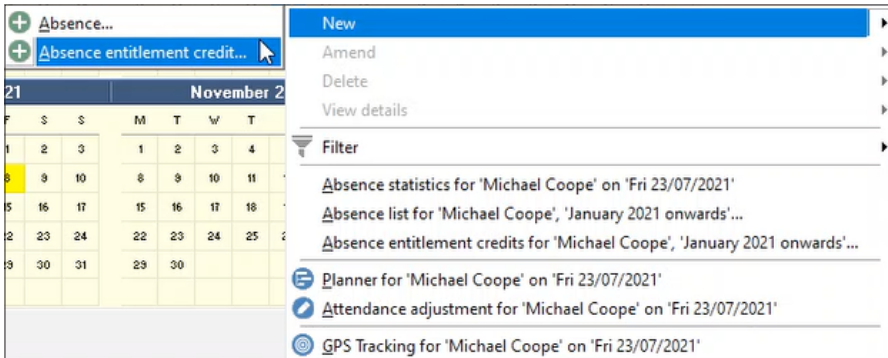 Absence...
Absence entitlement credit...
21
November 2
F S S M T W T
1 2 3 1 2 3 4
8 9 10 8 9 10 11
15 16 17 15 16 17 18
22 23 24 22 23 24 25
29 30 31 29 30
New
Amend
Delete
View details
Filter
Absence statistics for 'Michael Coope' on 'Fri 23/07/2021'
Absence list for 'Michael Coope', 'January 2021 onwards'...
Absence entitlement credits for 'Michael Coope', 'January 2021 onwards'...
Planner for 'Michael Coope' on 'Fri 23/07/2021'
Attendance adjustment for 'Michael Coope' on 'Fri 23/07/2021'
GPS Tracking for 'Michael Coope' on 'Fri 23/07/2021'